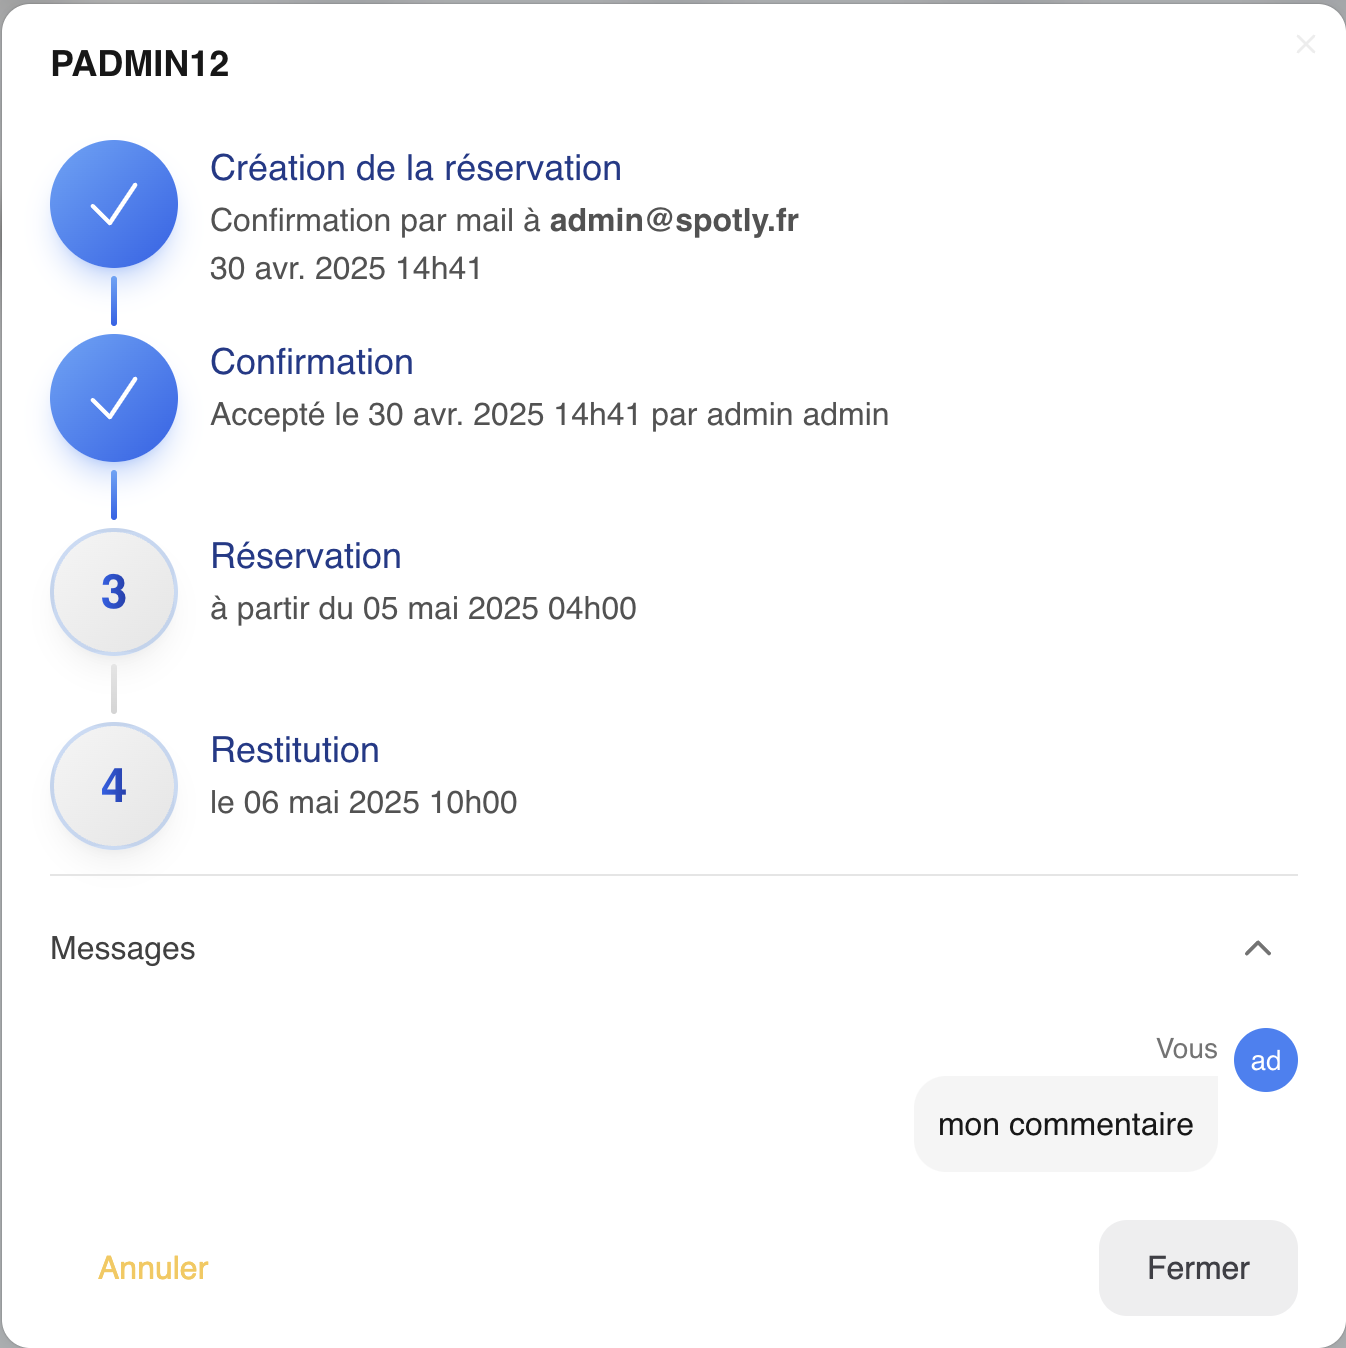 PADMIN12
Création de la réservation
Confirmation par mail à admin@spotly.fr
30 avr. 2025 14h41
Confirmation
Accepté le 30 avr. 2025 14h41 par admin admin
3
Réservation
à partir du 05 mai 2025 04h00
4
Restitution
le 06 mai 2025 10h00
Messages
Vous
ad
mon commentaire
Annuler
Fermer